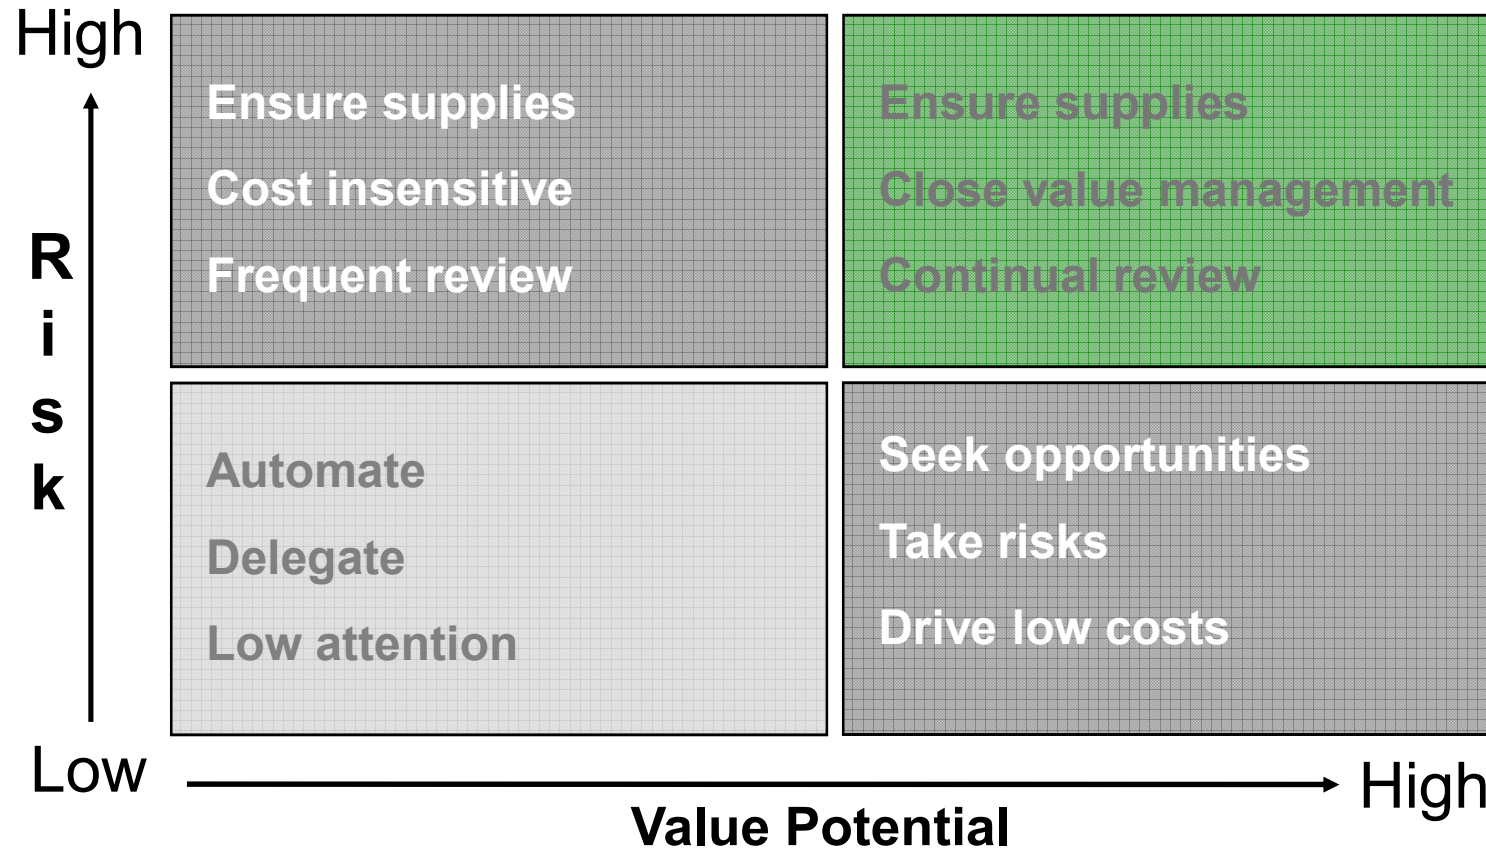 High
Ensure supplies
Cost insensitive
Frequent review
Ensure supplies
Close value management
Continual review
Risk
Automate
Delegate
Low attention
Seek opportunities
Take risks
Drive low costs
Low
High
Value Potential